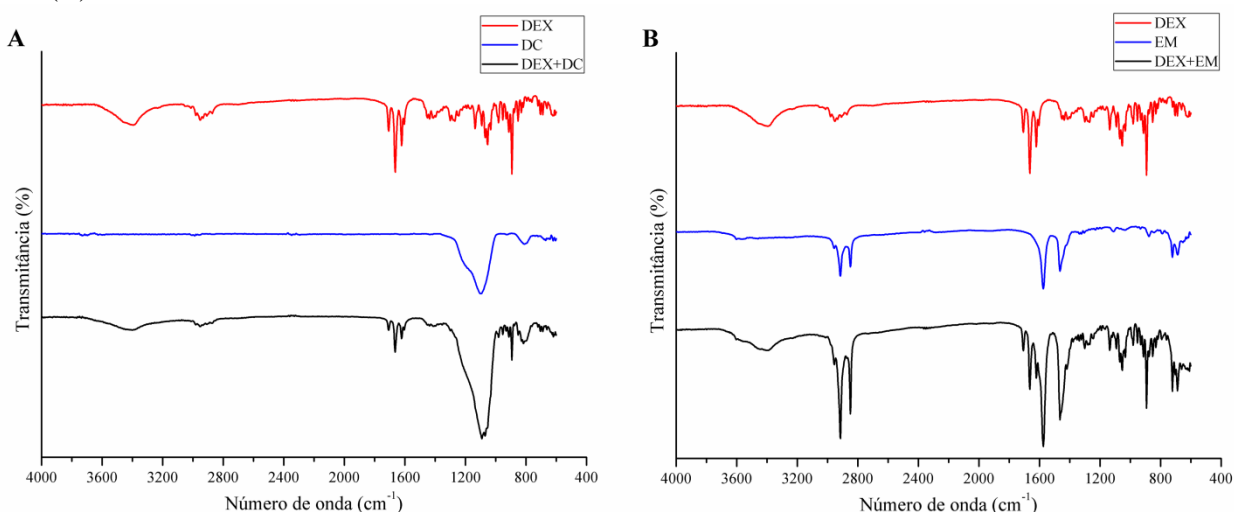 A
DEX
DC
DEX+DC
Transmitância (%)
4000 3600 3200 2800 2400 2000 1600 1200 800 400
Número de onda (cm⁻¹)
B
DEX
EM
DEX+EM
Transmitância (%)
4000 3600 3200 2800 2400 2000 1600 1200 800 400
Número de onda (cm⁻¹)